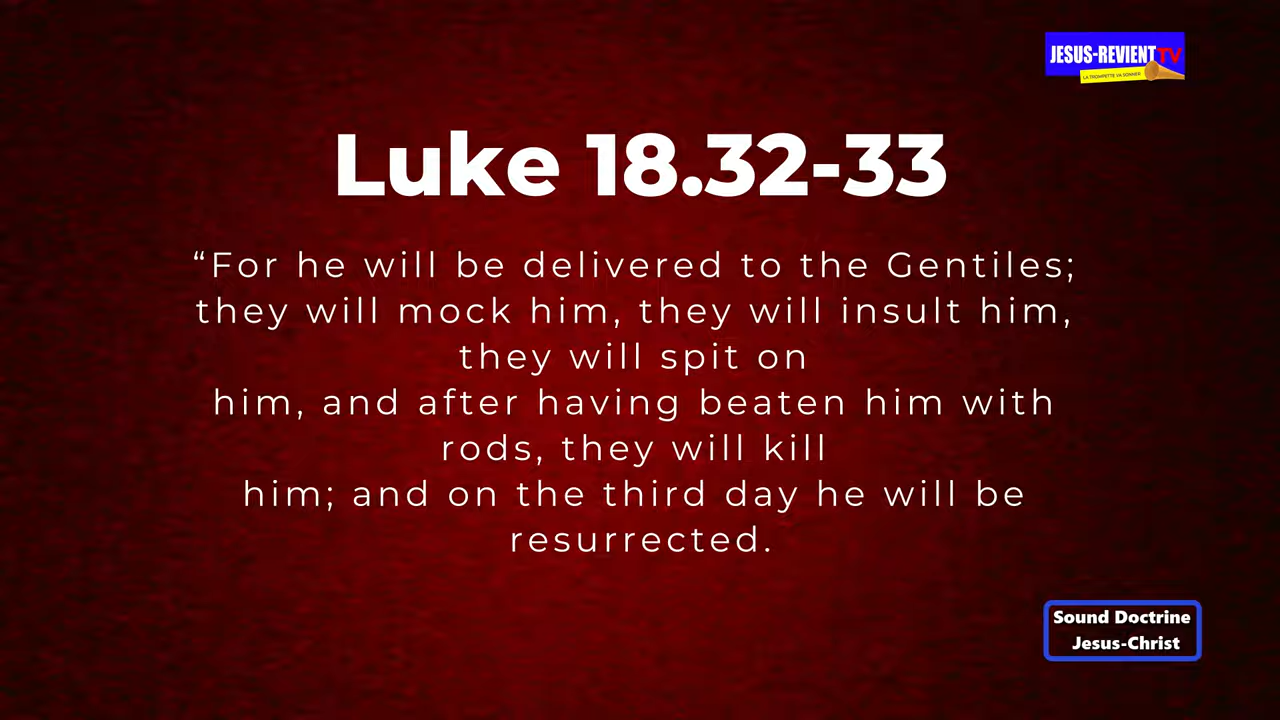 JESUS-REVIENT TV
LA TROMPETTE VA SONNER
Luke 18.32-33
“For he will be delivered to the Gentiles;
they will mock him, they will insult him,
they will spit on
him, and after having beaten him with
rods, they will kill
him; and on the third day he will be
resurrected.
Sound Doctrine
Jesus-Christ